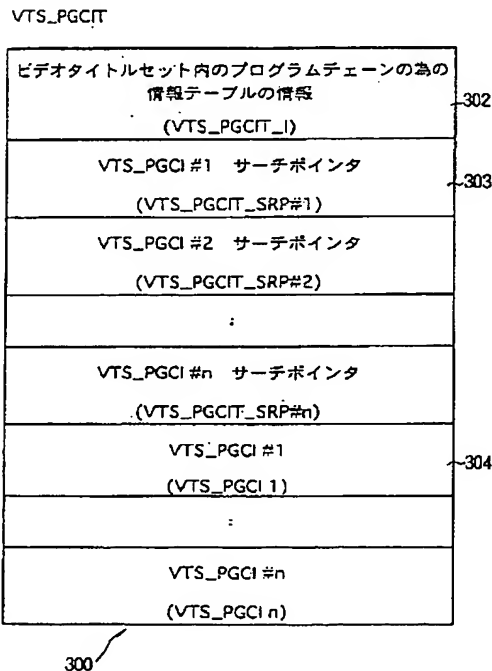 VTS_PGCIT
ビデオタイトルセット内のプログラムチェーンの為の
情報テーブルの情報
(VTS_PGCIT_I)
302
VTS_PGCI #1 サーチポインタ
303
(VTS_PGCIT_SRP#1)
VTS_PGCI #2 サーチポインタ
(VTS_PGCIT_SRP#2)
:
VTS_PGCI #n サーチポインタ
(VTS_PGCIT_SRP#n)
VTS_PGCI #1
304
(VTS_PGCI 1)
:
VTS_PGCI #n
(VTS_PGCI n)
300